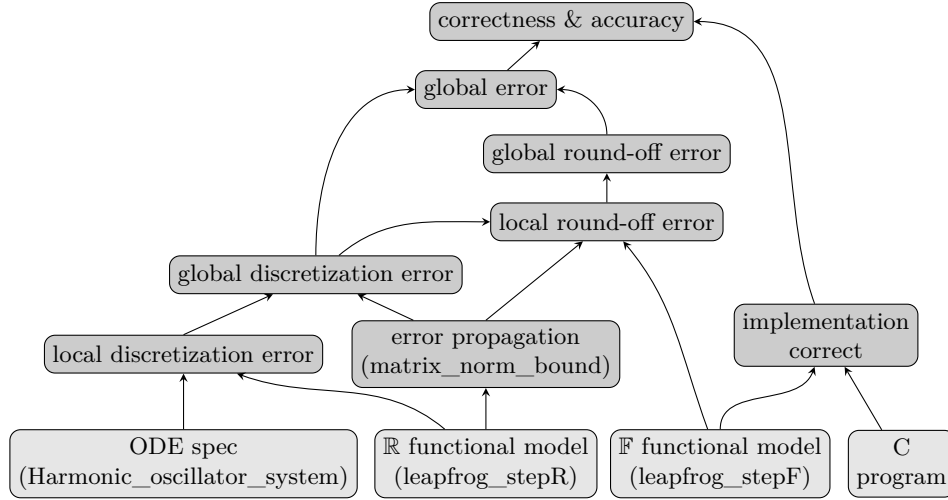 correctness & accuracy
global error
global round-off error
local round-off error
global discretization error
implementation
correct
error propagation
(matrix_norm_bound)
local discretization error
ODE spec
(Harmonic_oscillator_system)
ℝ functional model
(leapfrog_stepR)
𝔽 functional model
(leapfrog_stepF)
C
program